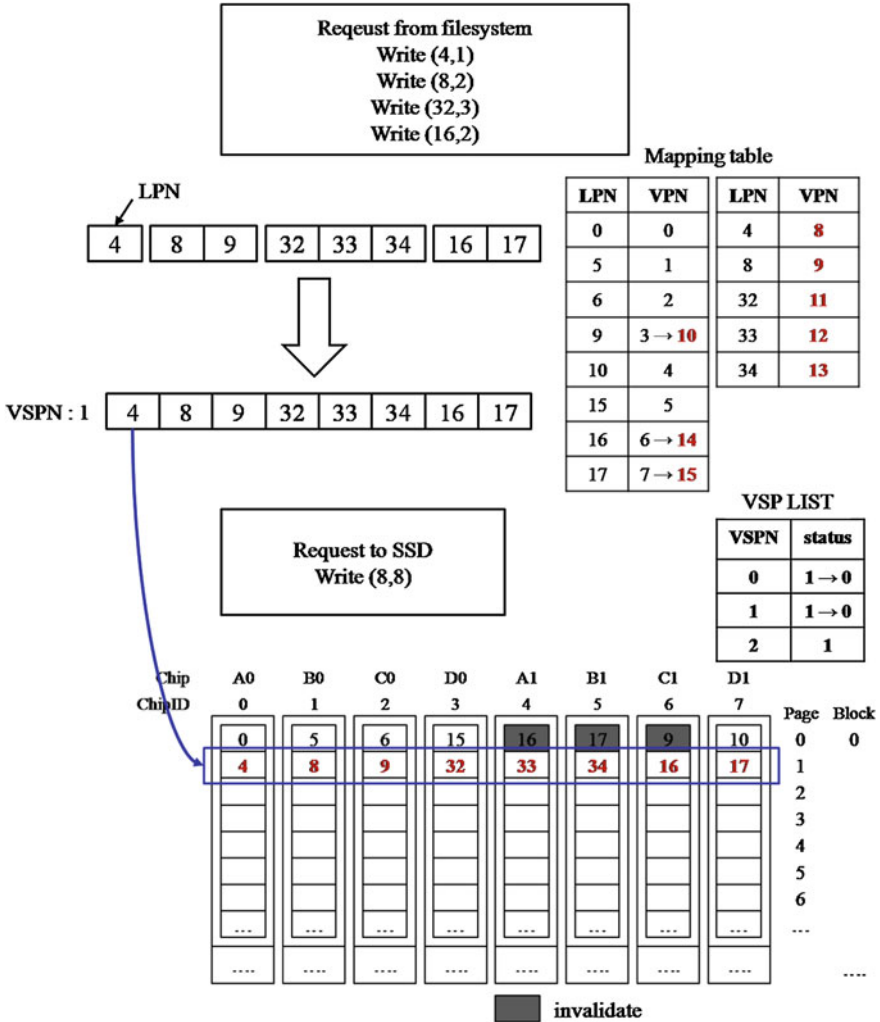 Reqeust from filesystem
Write (4,1)
Write (8,2)
Write (32,3)
Write (16,2)
Mapping table
LPN VPN LPN VPN
0 0 4 8
5 1 8 9
6 2 32 11
9 3 → 10 33 12
10 4 34 13
15 5
16 6 → 14
17 7 → 15
LPN
4 8 9 32 33 34 16 17
VSPN : 1 4 8 9 32 33 34 16 17
Request to SSD
Write (8,8)
VSP LIST
VSPN status
0 1 → 0
1 1 → 0
2 1
Chip A0 B0 C0 D0 A1 B1 C1 D1
ChipID 0 1 2 3 4 5 6 7
Page Block
0 5 6 15 16 17 9 10 0 0
4 8 9 32 33 34 16 17 1
2
3
4
5
6
--- --- --- --- --- --- --- --- ---
---- ---- ---- ---- ---- ---- ---- ---- ----
invalidate